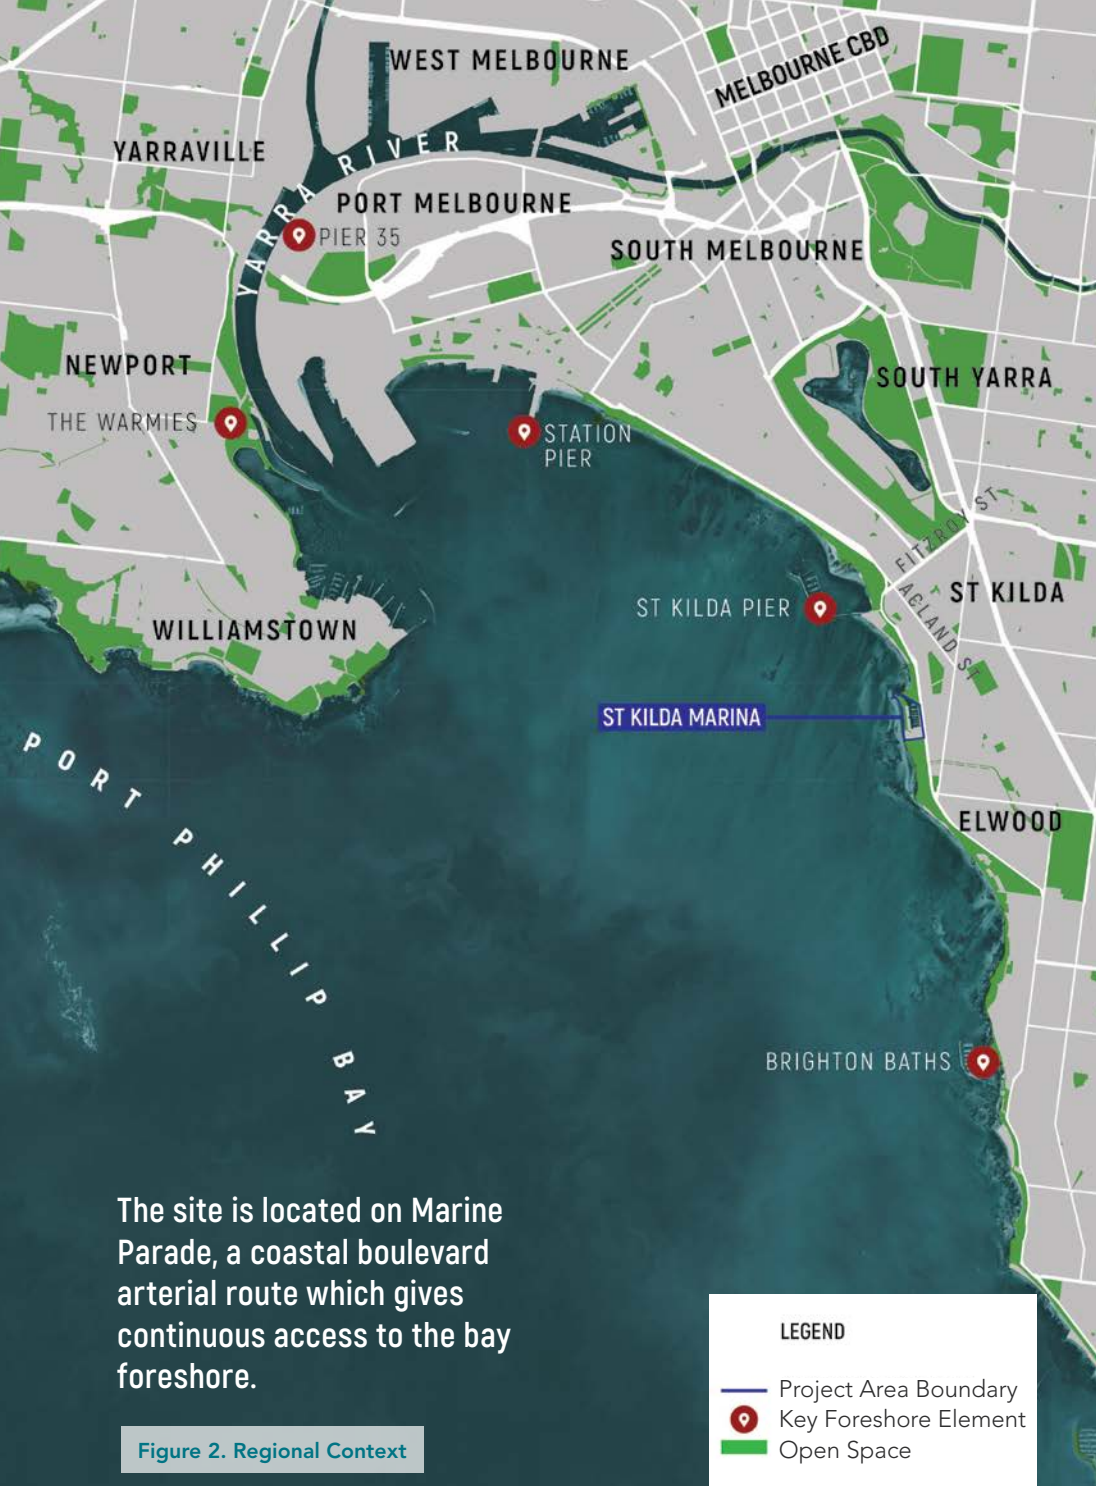 WEST MELBOURNE
MELBOURNE CBD
YARRAVILLE
YARRA RIVER
PORT MELBOURNE
PIER 35
SOUTH MELBOURNE
NEWPORT
SOUTH YARRA
THE WARMIES
STATION
PIER
FITZROY ST
ST KILDA
ACLAND ST
ST KILDA PIER
WILLIAMSTOWN
ST KILDA MARINA
PORT PHILLIP BAY
ELWOOD
BRIGHTON BATHS
The site is located on Marine
Parade, a coastal boulevard
arterial route which gives
continuous access to the bay
foreshore.
Figure 2. Regional Context
LEGEND
Project Area Boundary
Key Foreshore Element
Open Space